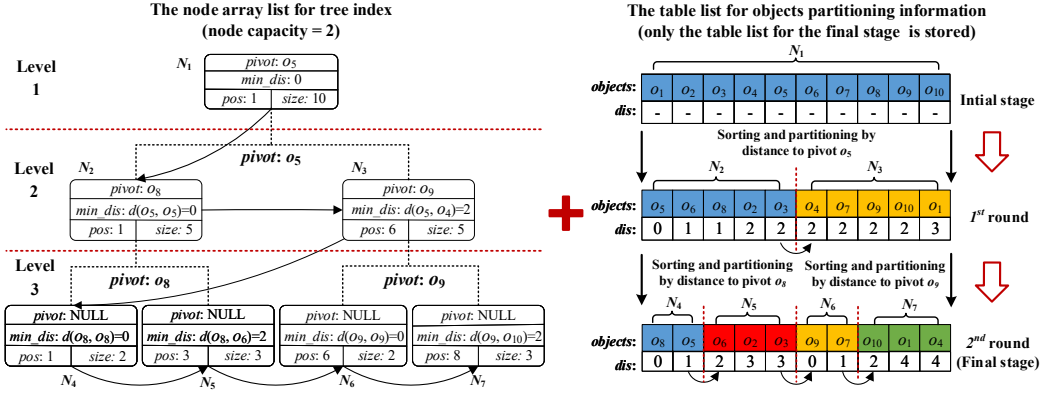 The node array list for tree index
(node capacity = 2)
Level
1
N1
pivot: o5
min_dis: 0
pos: 1 size: 10
pivot: o5
Level
2
N2
pivot: o8
min_dis: d(o5, o5)=0
pos: 1 size: 5
N3
pivot: o9
min_dis: d(o5, o4)=2
pos: 6 size: 5
Level
3
pivot: o8
pivot: o9
pivot: NULL
min_dis: d(o8, o8)=0
pos: 1 size: 2
N4
pivot: NULL
min_dis: d(o8, o6)=2
pos: 3 size: 3
N5
pivot: NULL
min_dis: d(o9, o9)=0
pos: 6 size: 2
N6
pivot: NULL
min_dis: d(o9, o10)=2
pos: 8 size: 3
N7
The table list for objects partitioning information
(only the table list for the final stage is stored)
N1
objects: o1 o2 o3 o4 o5 o6 o7 o8 o9 o10
dis: - - - - - - - - - -
Intial stage
Sorting and partitioning by
distance to pivot o5
N2 N3
objects: o5 o6 o8 o2 o3 o4 o7 o9 o10 o1
dis: 0 1 1 2 2 2 2 2 2 3
1st round
Sorting and partitioning
by distance to pivot o8
Sorting and partitioning
by distance to pivot o9
N4 N5 N6 N7
objects: o8 o5 o6 o2 o3 o9 o7 o10 o1 o4
dis: 0 1 2 3 3 0 1 2 4 4
2nd round
(Final stage)